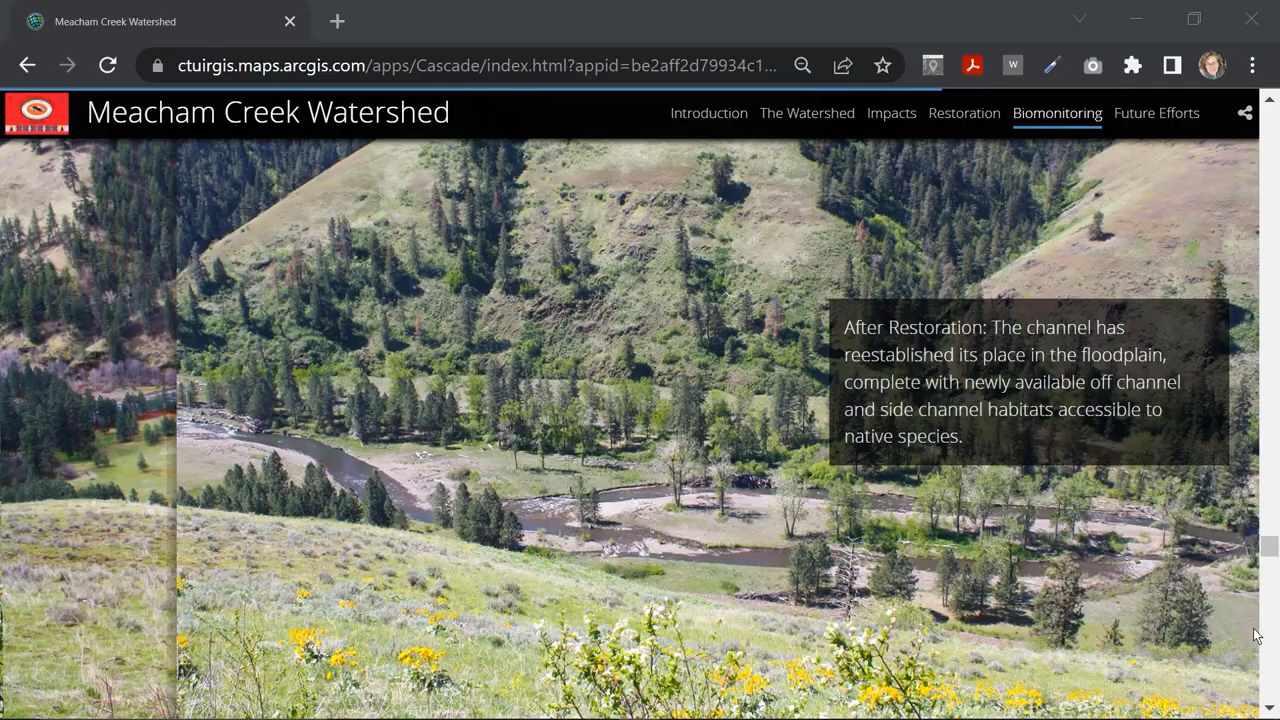 Meacham Creek Watershed
ctuirgis.maps.arcgis.com/apps/Cascade/index.html?appid=be2aff2d79934c1...
W
Meacham Creek Watershed
Introduction The Watershed Impacts Restoration Biomonitoring Future Efforts
After Restoration: The channel has
reestablished its place in the floodplain,
complete with newly available off channel
and side channel habitats accessible to
native species.